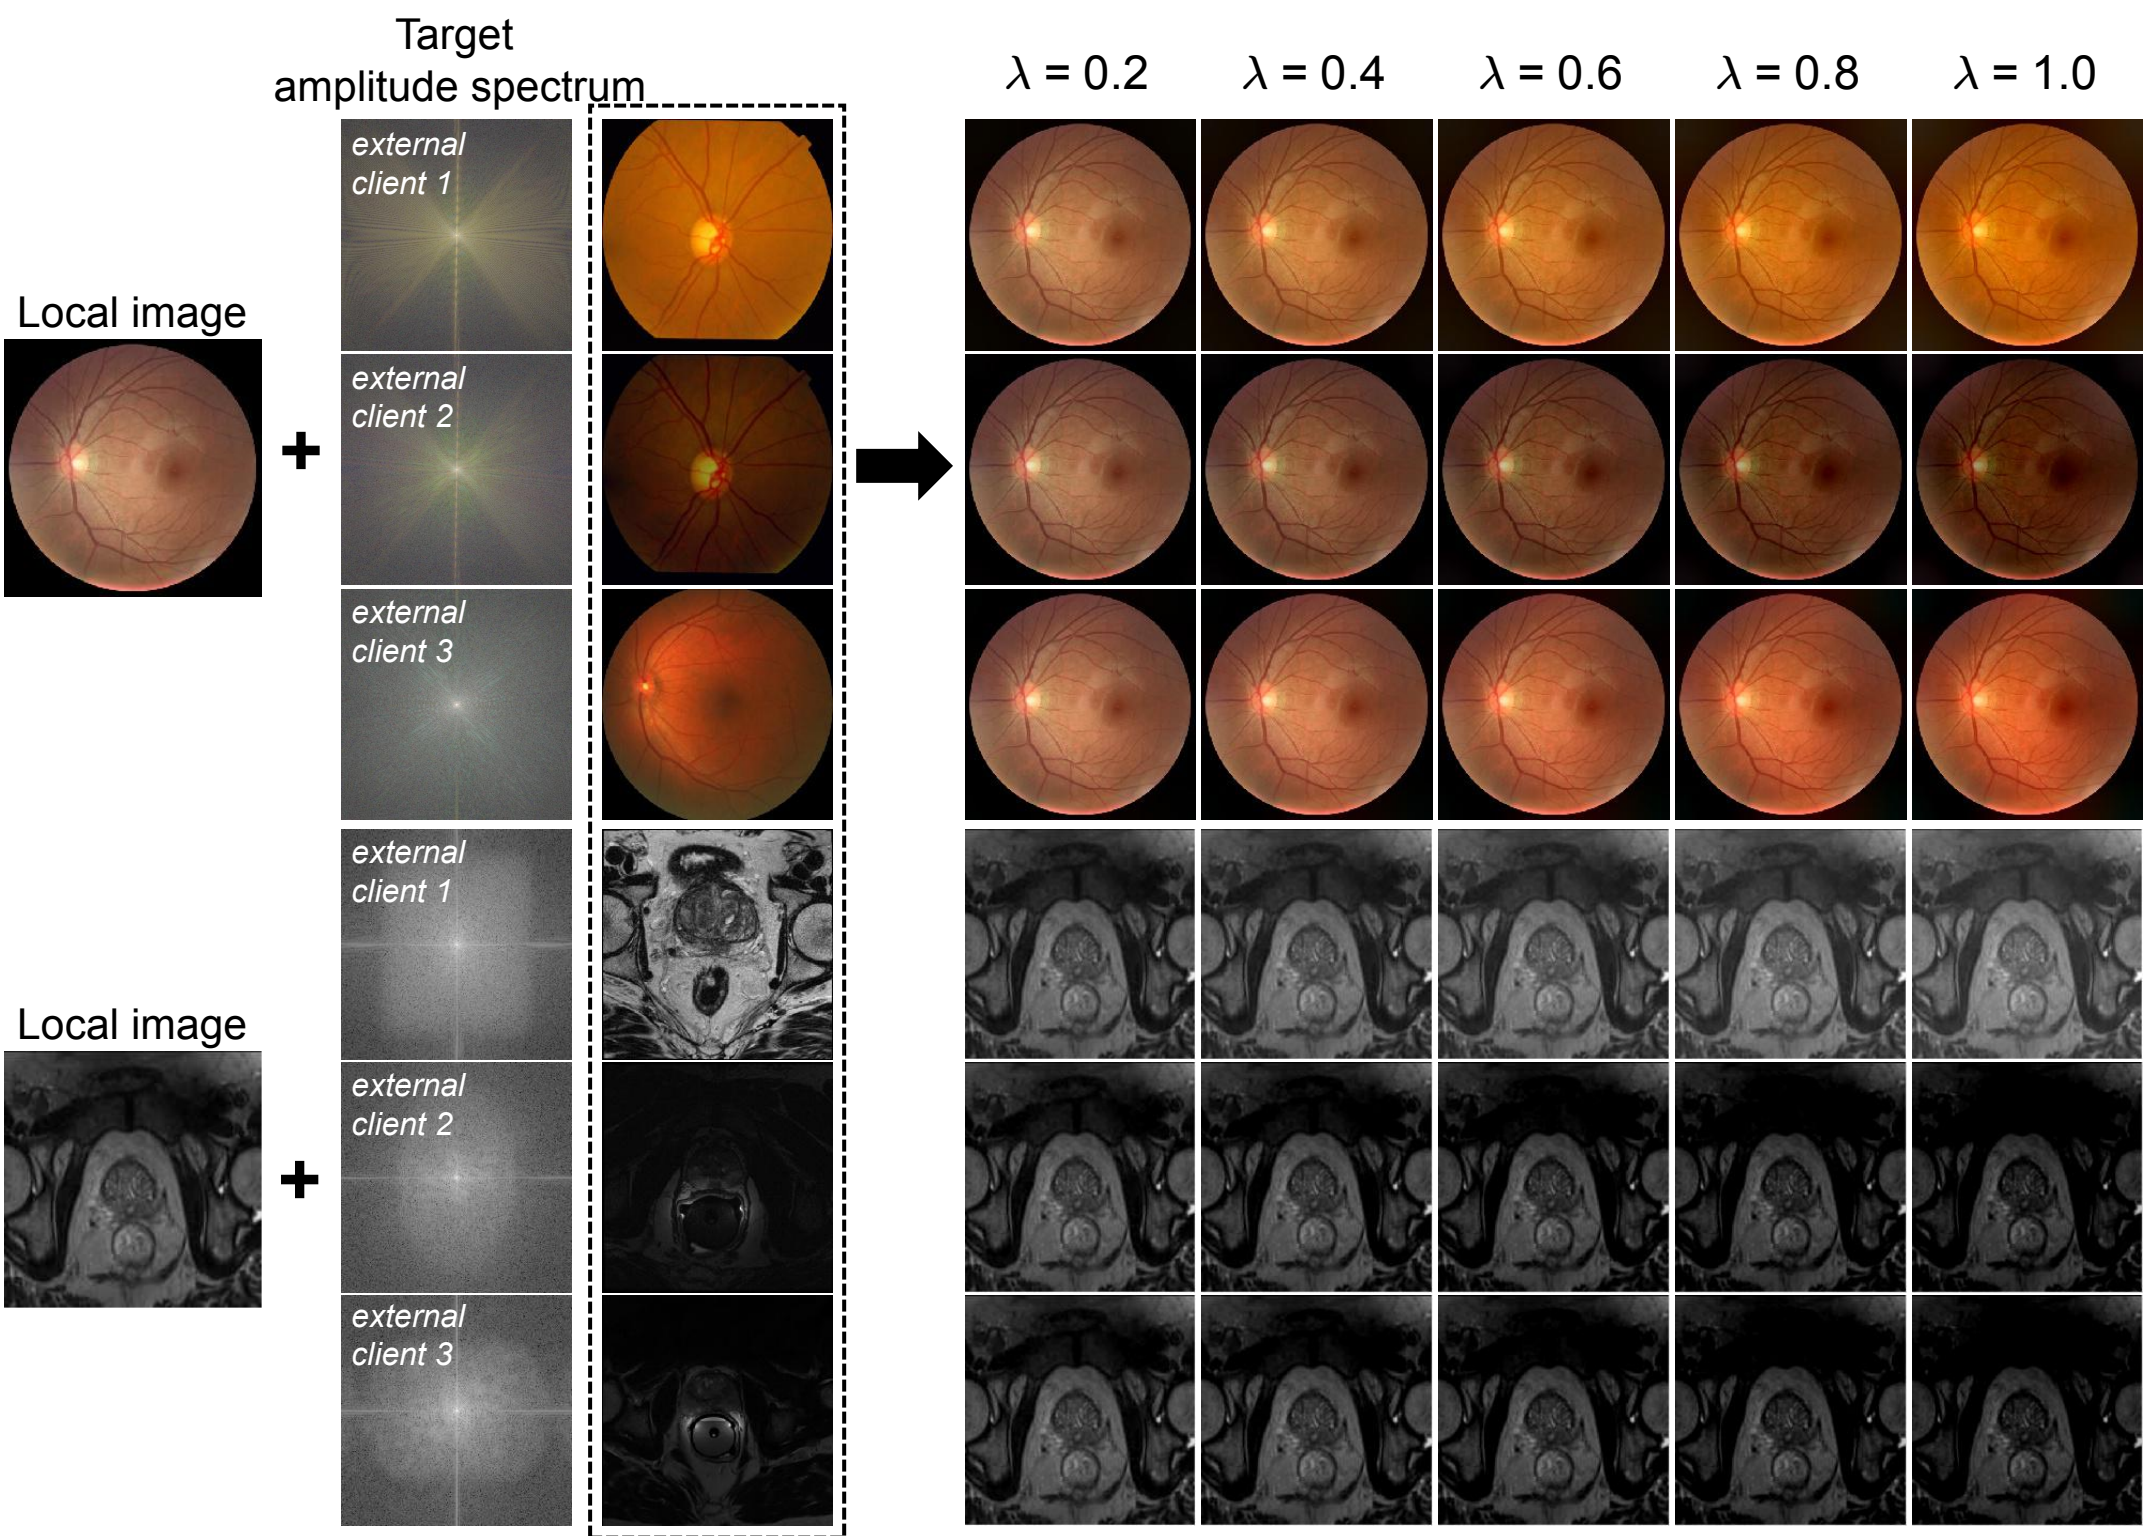 Target
amplitude spectrum
λ = 0.2
λ = 0.4
λ = 0.6
λ = 0.8
λ = 1.0
external
client 1
Local image
+
external
client 2
external
client 3
external
client 1
Local image
+
external
client 2
external
client 3